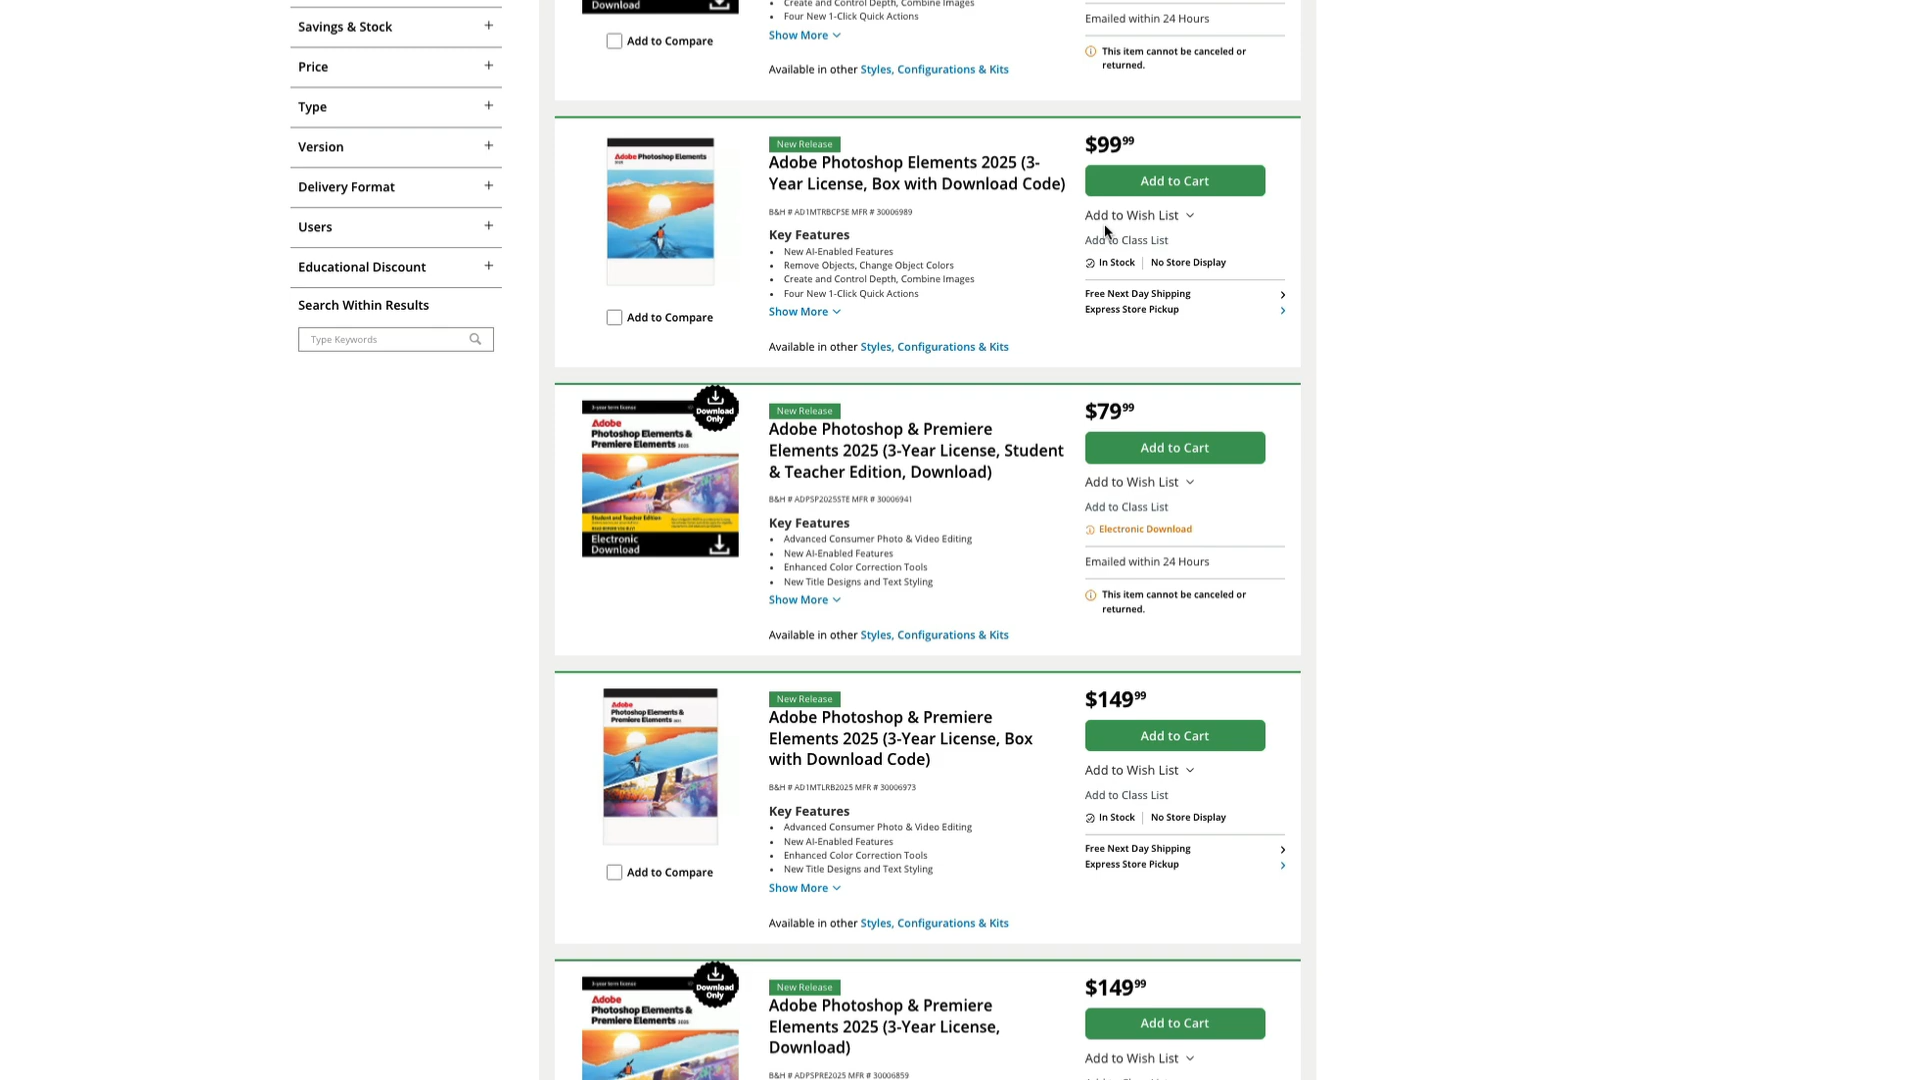 Savings & Stock
Price
Type
Version
Delivery Format
Users
Educational Discount
Search Within Results
Type Keywords
Download
Add to Compare
Create and Control Depth, Combine Images
Four New 1-Click Quick Actions
Show More
Available in other Styles, Configurations & Kits
Emailed within 24 Hours
This item cannot be canceled or
returned.
Adobe Photoshop Elements
Add to Compare
New Release
Adobe Photoshop Elements 2025 (3-
Year License, Box with Download Code)
B&H # AD1MTRBCPSE MFR # 30006989
Key Features
New AI-Enabled Features
Remove Objects, Change Object Colors
Create and Control Depth, Combine Images
Four New 1-Click Quick Actions
Show More
Available in other Styles, Configurations & Kits
$99 99
Add to Cart
Add to Wish List
Add to Class List
In Stock No Store Display
Free Next Day Shipping
Express Store Pickup
3-year term license
Download
Only
Adobe
Photoshop Elements &
Premiere Elements 2025
Student and Teacher Edition
Electronic
Download
New Release
Adobe Photoshop & Premiere
Elements 2025 (3-Year License, Student
& Teacher Edition, Download)
B&H # ADPSP2025STE MFR # 30006941
Key Features
Advanced Consumer Photo & Video Editing
New AI-Enabled Features
Enhanced Color Correction Tools
New Title Designs and Text Styling
Show More
Available in other Styles, Configurations & Kits
$79 99
Add to Cart
Add to Wish List
Add to Class List
Electronic Download
Emailed within 24 Hours
This item cannot be canceled or
returned.
Adobe
Photoshop Elements &
Premiere Elements
Add to Compare
New Release
Adobe Photoshop & Premiere
Elements 2025 (3-Year License, Box
with Download Code)
B&H # AD1MTLRB2025 MFR # 30006973
Key Features
Advanced Consumer Photo & Video Editing
New AI-Enabled Features
Enhanced Color Correction Tools
New Title Designs and Text Styling
Show More
Available in other Styles, Configurations & Kits
$149 99
Add to Cart
Add to Wish List
Add to Class List
In Stock No Store Display
Free Next Day Shipping
Express Store Pickup
3-year term license
Download
Only
Adobe
Photoshop Elements &
Premiere Elements 2025
New Release
Adobe Photoshop & Premiere
Elements 2025 (3-Year License,
Download)
B&H # ADPSPRE2025 MFR # 30006859
$149 99
Add to Cart
Add to Wish List